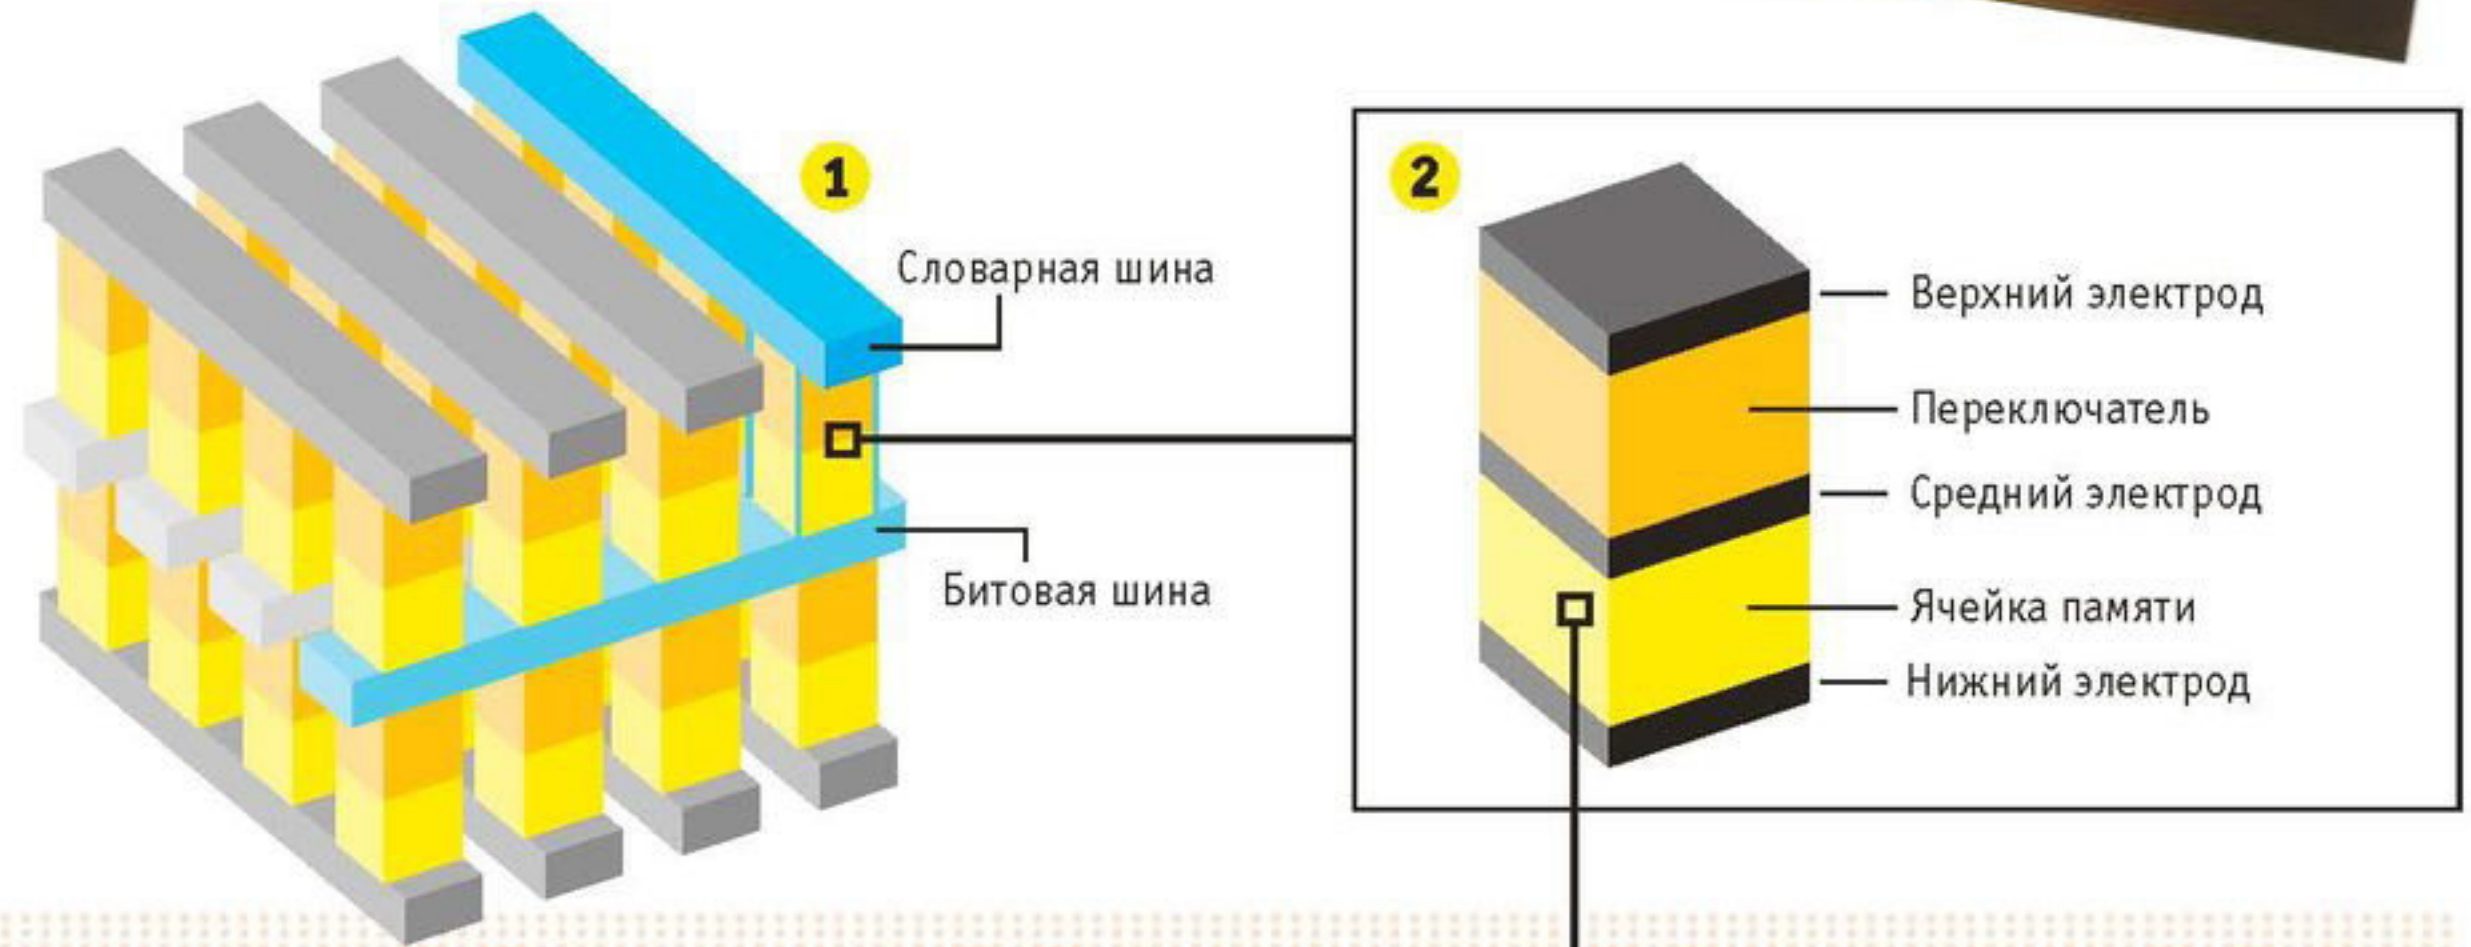 1
Словарная шина
Битовая шина
2
Верхний электрод
Переключатель
Средний электрод
Ячейка памяти
Нижний электрод